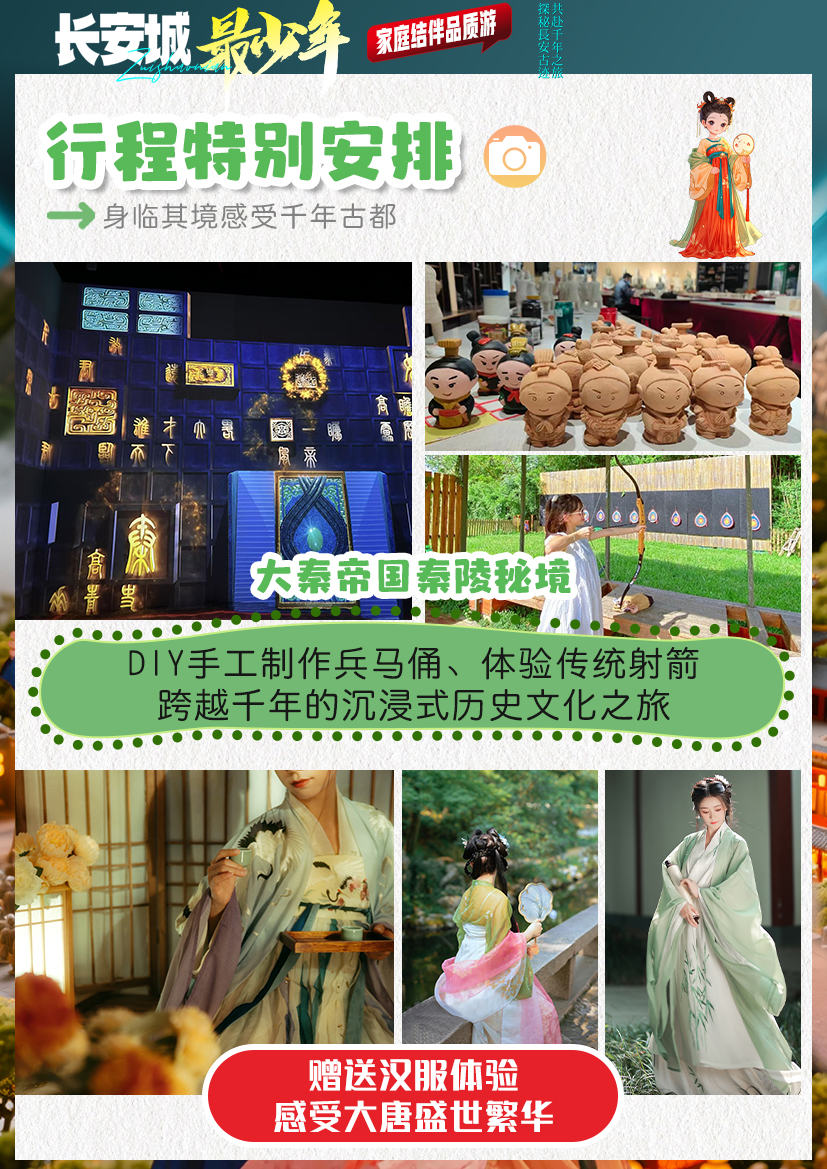 长安城
最少年
Zuishaonian
家庭结伴品质游
共赴千年之旅
探秘長安古迹
行程特别安排
身临其境感受千年古都
大秦帝国秦陵秘境
DIY手工制作兵马俑、体验传统射箭
跨越千年的沉浸式历史文化之旅
赠送汉服体验
感受大唐盛世繁华